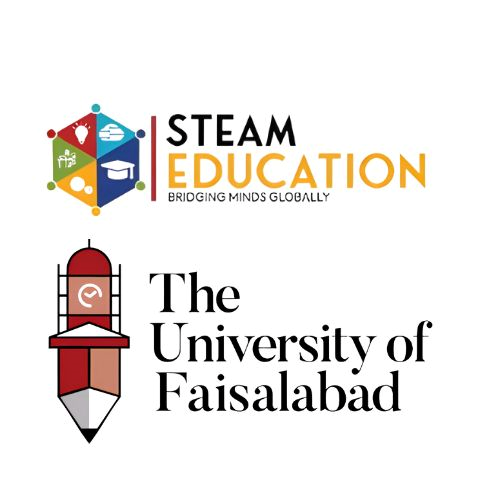 STEAM
EDUCATION
BRIDGING MINDS GLOBALLY
The
University of
Faisalabad